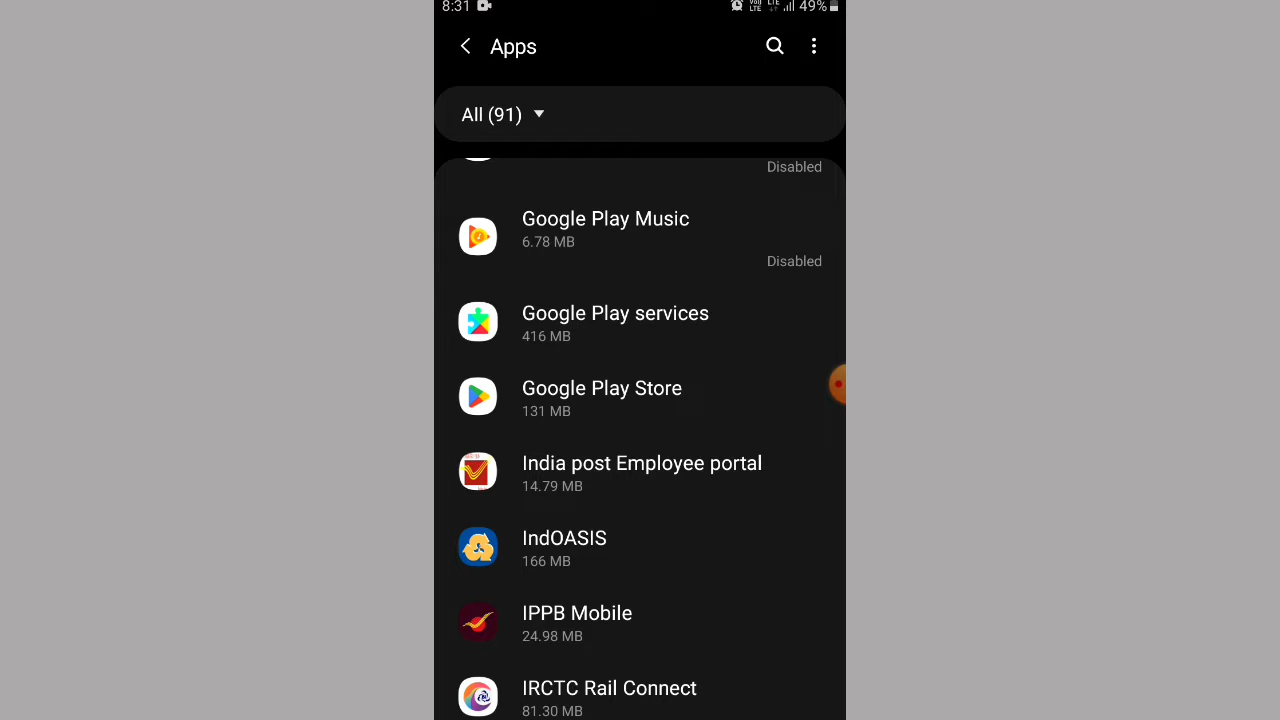 8:31 49%
Apps
All (91)
Disabled
Google Play Music
6.78 MB
Disabled
Google Play services
416 MB
Google Play Store
131 MB
India post Employee portal
14.79 MB
IndOASIS
166 MB
IPPB Mobile
24.98 MB
IRCTC Rail Connect
81.30 MB